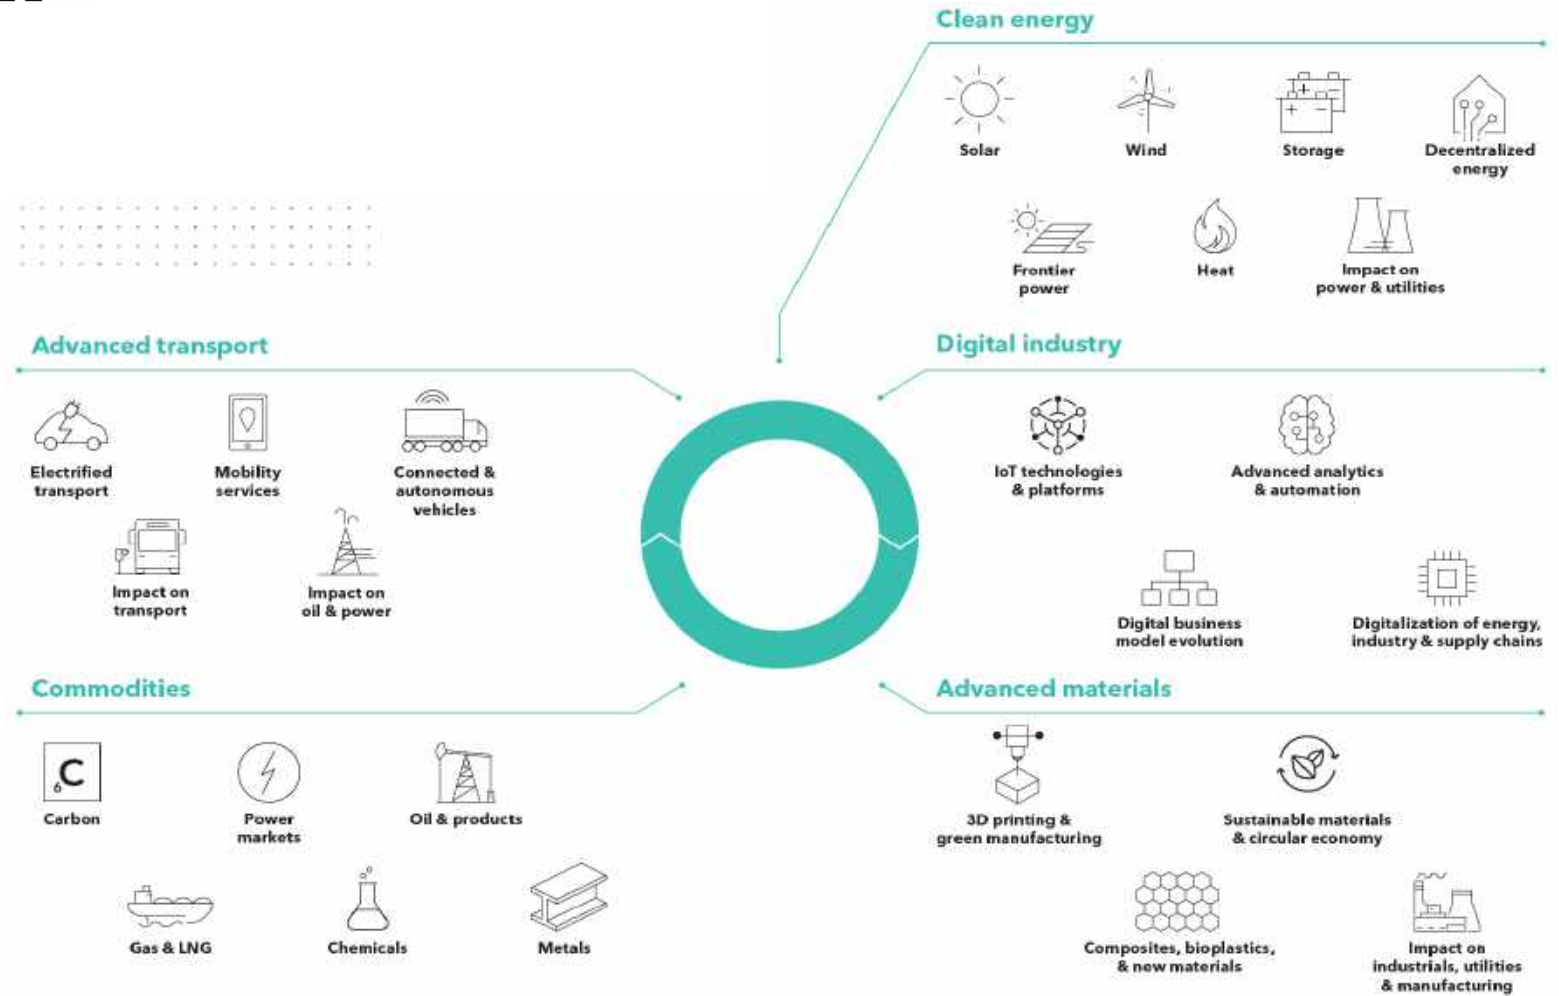 Clean energy
Solar
Wind
Storage
Decentralized
energy
Frontier
power
Heat
Impact on
power & utilities
Advanced transport
Electrified
transport
Mobility
services
Connected &
autonomous
vehicles
Impact on
transport
Impact on
oil & power
Digital industry
IoT technologies
& platforms
Advanced analytics
& automation
Digital business
model evolution
Digitalization of energy,
industry & supply chains
Commodities
6C
Carbon
Power
markets
Oil & products
Gas & LNG
Chemicals
Metals
Advanced materials
3D printing &
green manufacturing
Sustainable materials
& circular economy
Composites, bioplastics,
& new materials
Impact on
industrials, utilities
& manufacturing